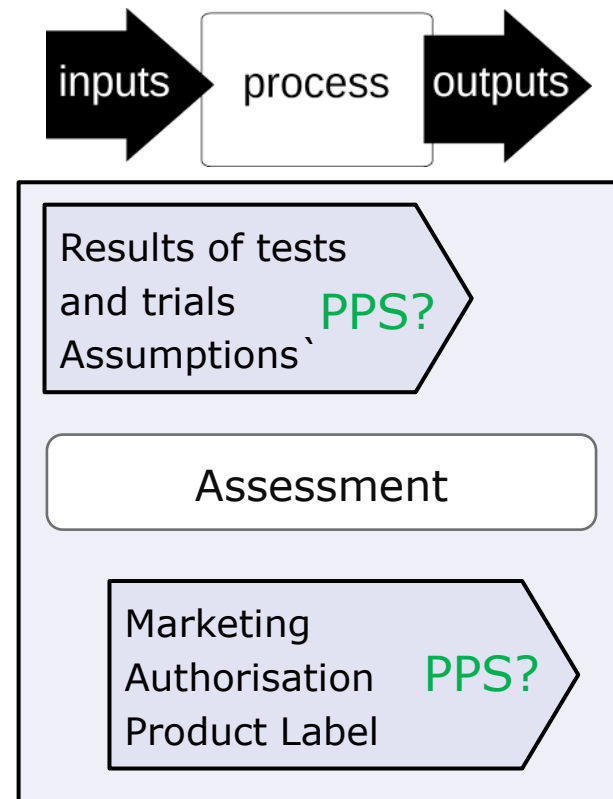 inputs process outputs
Results of tests
and trials PPS?
Assumptions`
Assessment
Marketing
Authorisation PPS?
Product Label